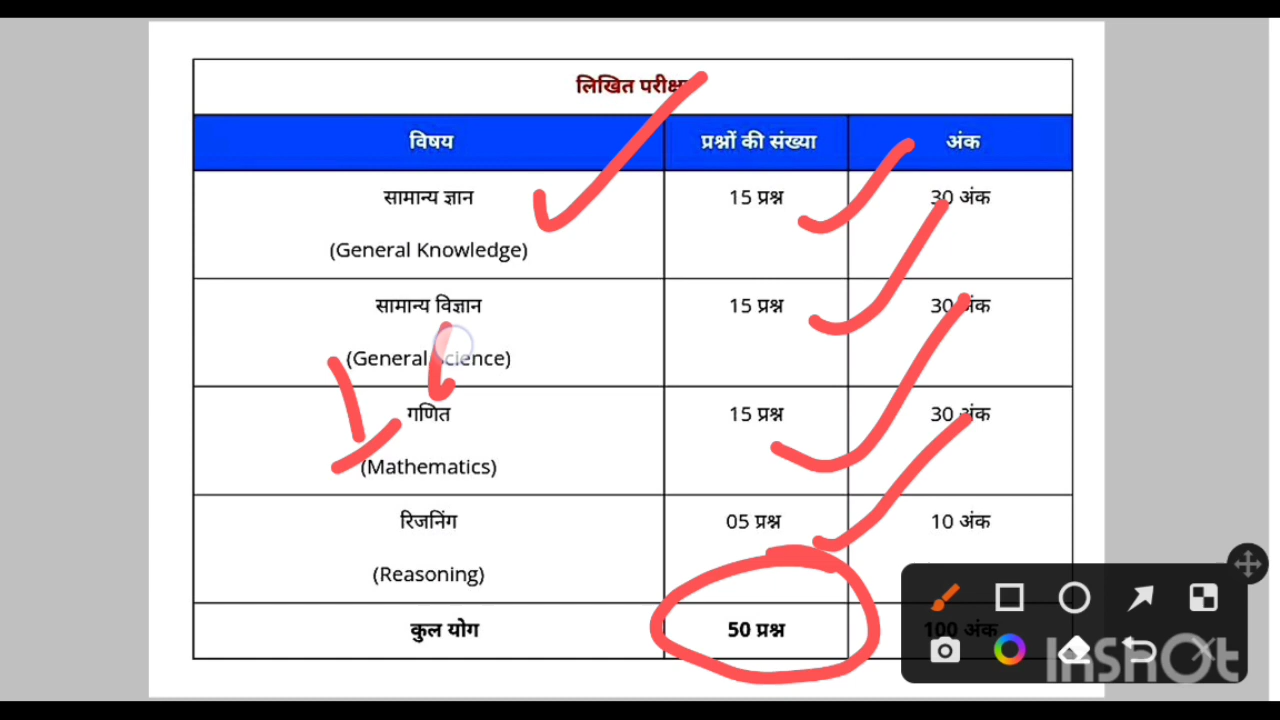 लिखित परीक्षा
विषय प्रश्नों की संख्या अंक
सामान्य ज्ञान 15 प्रश्न 30 अंक
(General Knowledge)
सामान्य विज्ञान 15 प्रश्न 30 अंक
(General Science)
गणित 15 प्रश्न 30 अंक
(Mathematics)
रिजनिंग 05 प्रश्न 10 अंक
(Reasoning)
कुल योग 50 प्रश्न 100 अंक
INSHOT